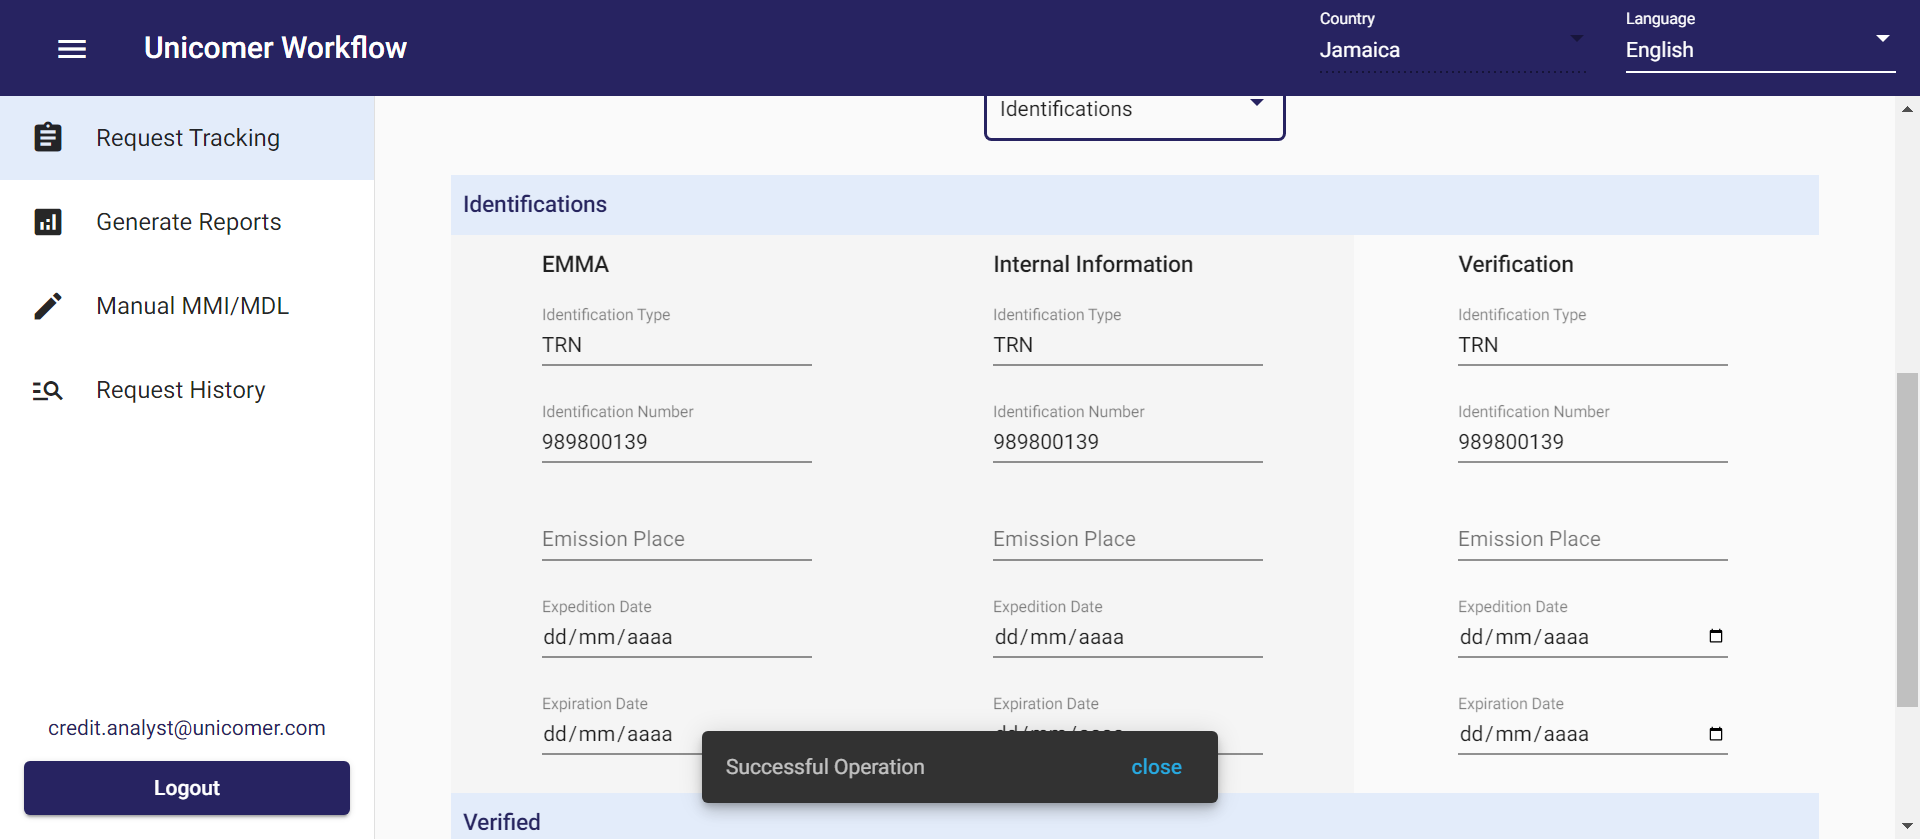 Unicomer Workflow
Country
Jamaica
Language
English
Request Tracking
Generate Reports
Manual MMI/MDL
Request History
credit.analyst@unicomer.com
Logout
Identifications
Identifications
EMMA
Internal Information
Verification
Identification Type
Identification Type
Identification Type
TRN
TRN
TRN
Identification Number
Identification Number
Identification Number
989800139
989800139
989800139
Emission Place
Emission Place
Emission Place
Expedition Date
Expedition Date
Expedition Date
dd/mm/aaaa
dd/mm/aaaa
dd/mm/aaaa
Expiration Date
Expiration Date
Expiration Date
dd/mm/aaaa
dd/mm/aaaa
Successful Operation
close
Verified